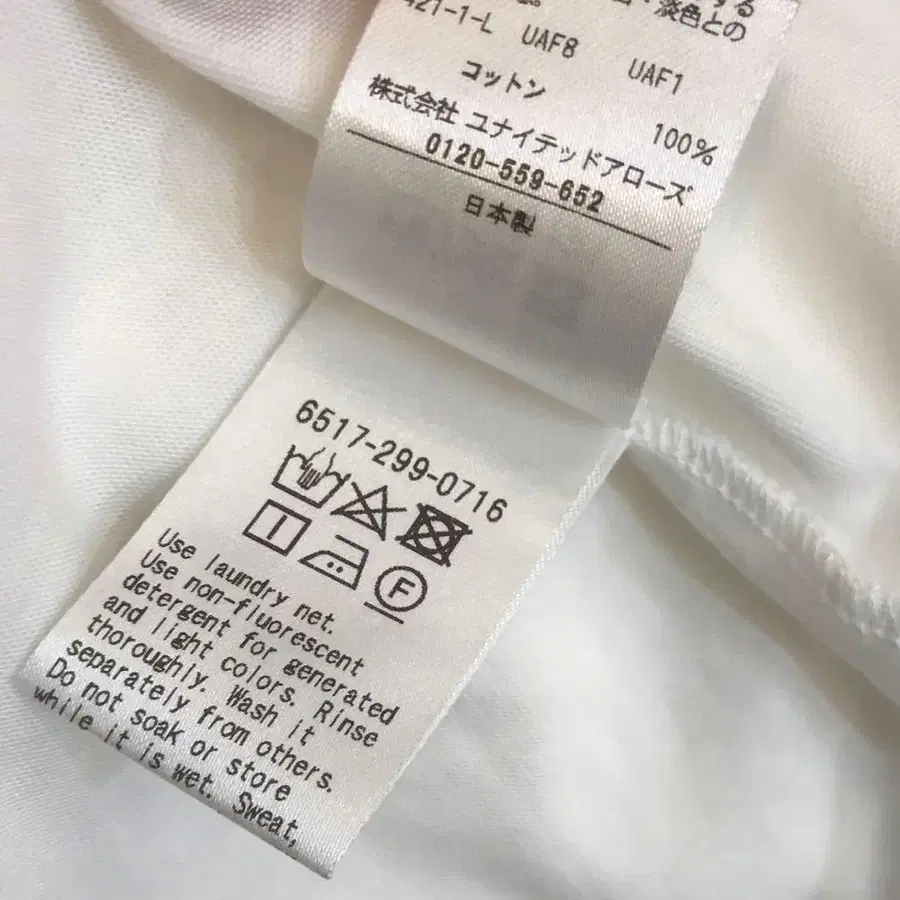 する
・淡色との
421-1-L UAF8 UAF1
コットン 100%
株式会社 ユナイテッドアローズ
0120-559-652
日本製
6517-299-0716
F
Use laundry net.
Use non-fluorescent
detergent for generated
and light colors. Rinse
thoroughly. Wash it
separately from others.
Do not soak or store
while it is wet. Sweat,